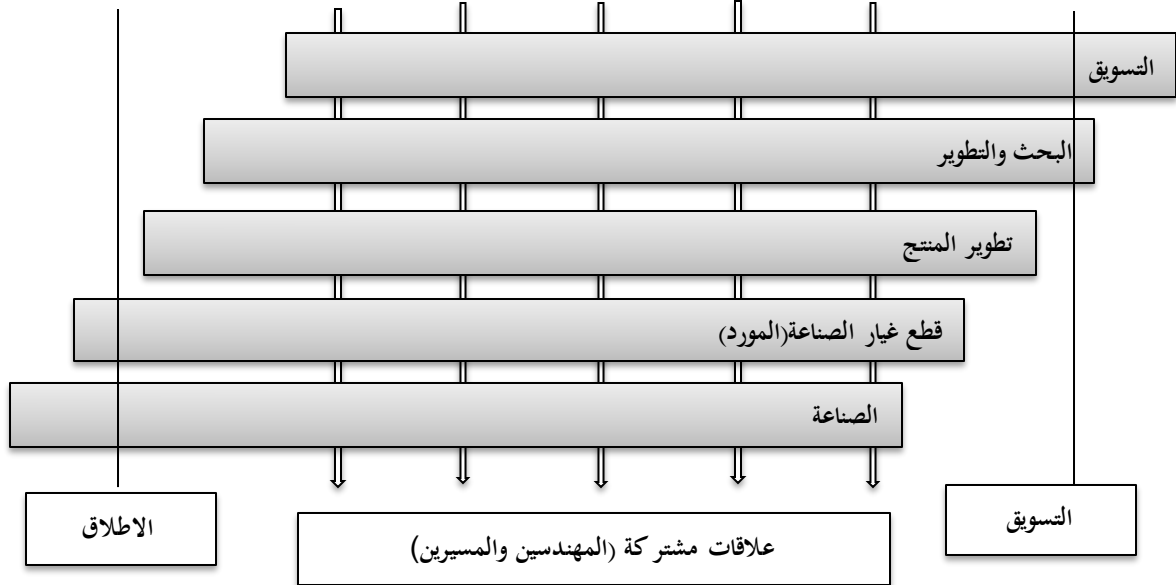 التسويق
البحث والتطوير
تطوير المنتج
قطع غيار الصناعة(المورد)
الصناعة
التسويق
علاقات مشتركة (المهندسين والمسيرين)
الاطلاق